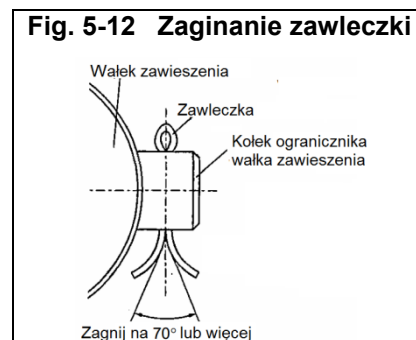 Fig. 5-12 Zaginanie zawleczki
Wałek zawieszenia
Zawleczka
Kołek ogranicznika
wałka zawieszenia
Zagnij na 70° lub więcej